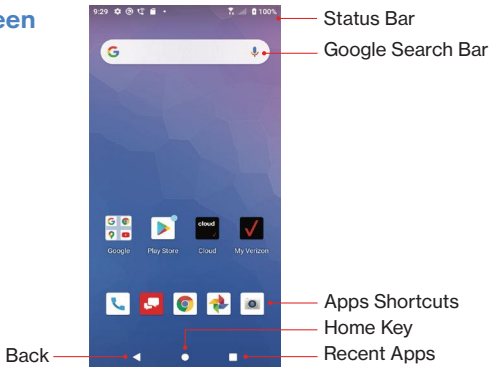 een
9:29 100%
Status Bar
G
Google Search Bar
cloud
Google Play Store Cloud My Verizon
Apps Shortcuts
Home Key
Back
Recent Apps